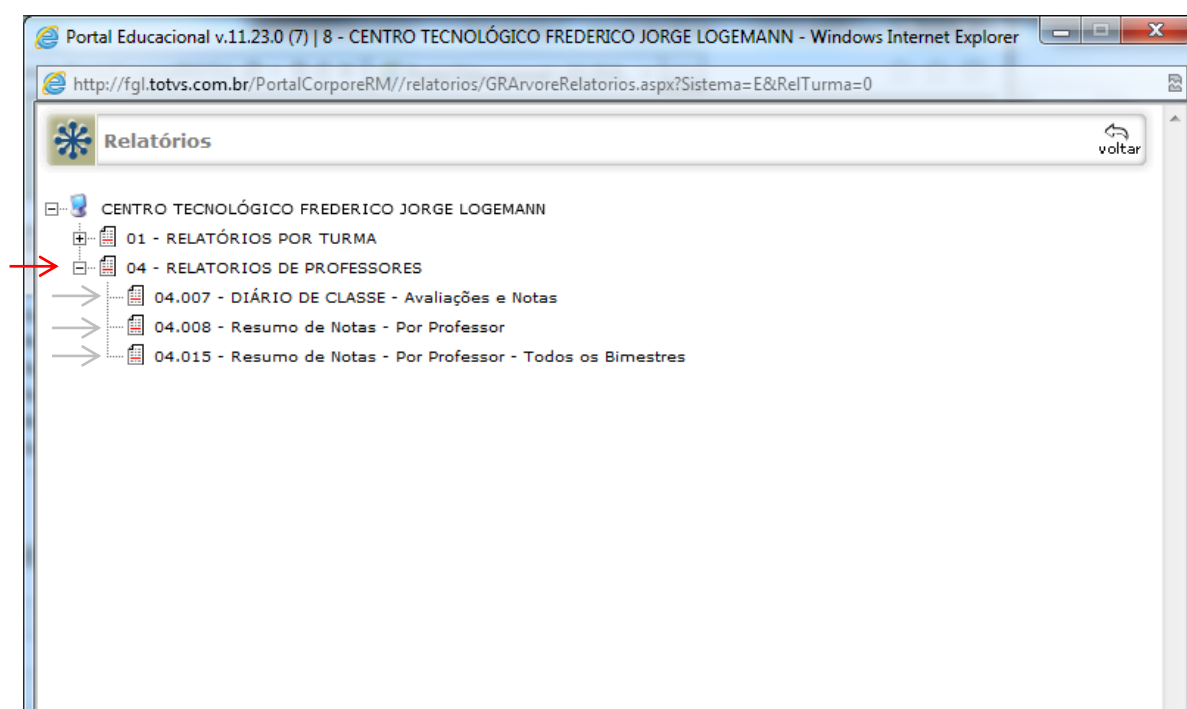 Portal Educacional v.11.23.0 (7) | 8 - CENTRO TECNOLÓGICO FREDERICO JORGE LOGEMANN - Windows Internet Explorer
http://fgl.totvs.com.br/PortalCorporeRM//relatorios/GRArvoreRelatorios.aspx?Sistema=E&RelTurma=0
Relatórios
voltar
CENTRO TECNOLÓGICO FREDERICO JORGE LOGEMANN
01 - RELATÓRIOS POR TURMA
04 - RELATORIOS DE PROFESSORES
04.007 - DIÁRIO DE CLASSE - Avaliações e Notas
04.008 - Resumo de Notas - Por Professor
04.015 - Resumo de Notas - Por Professor - Todos os Bimestres